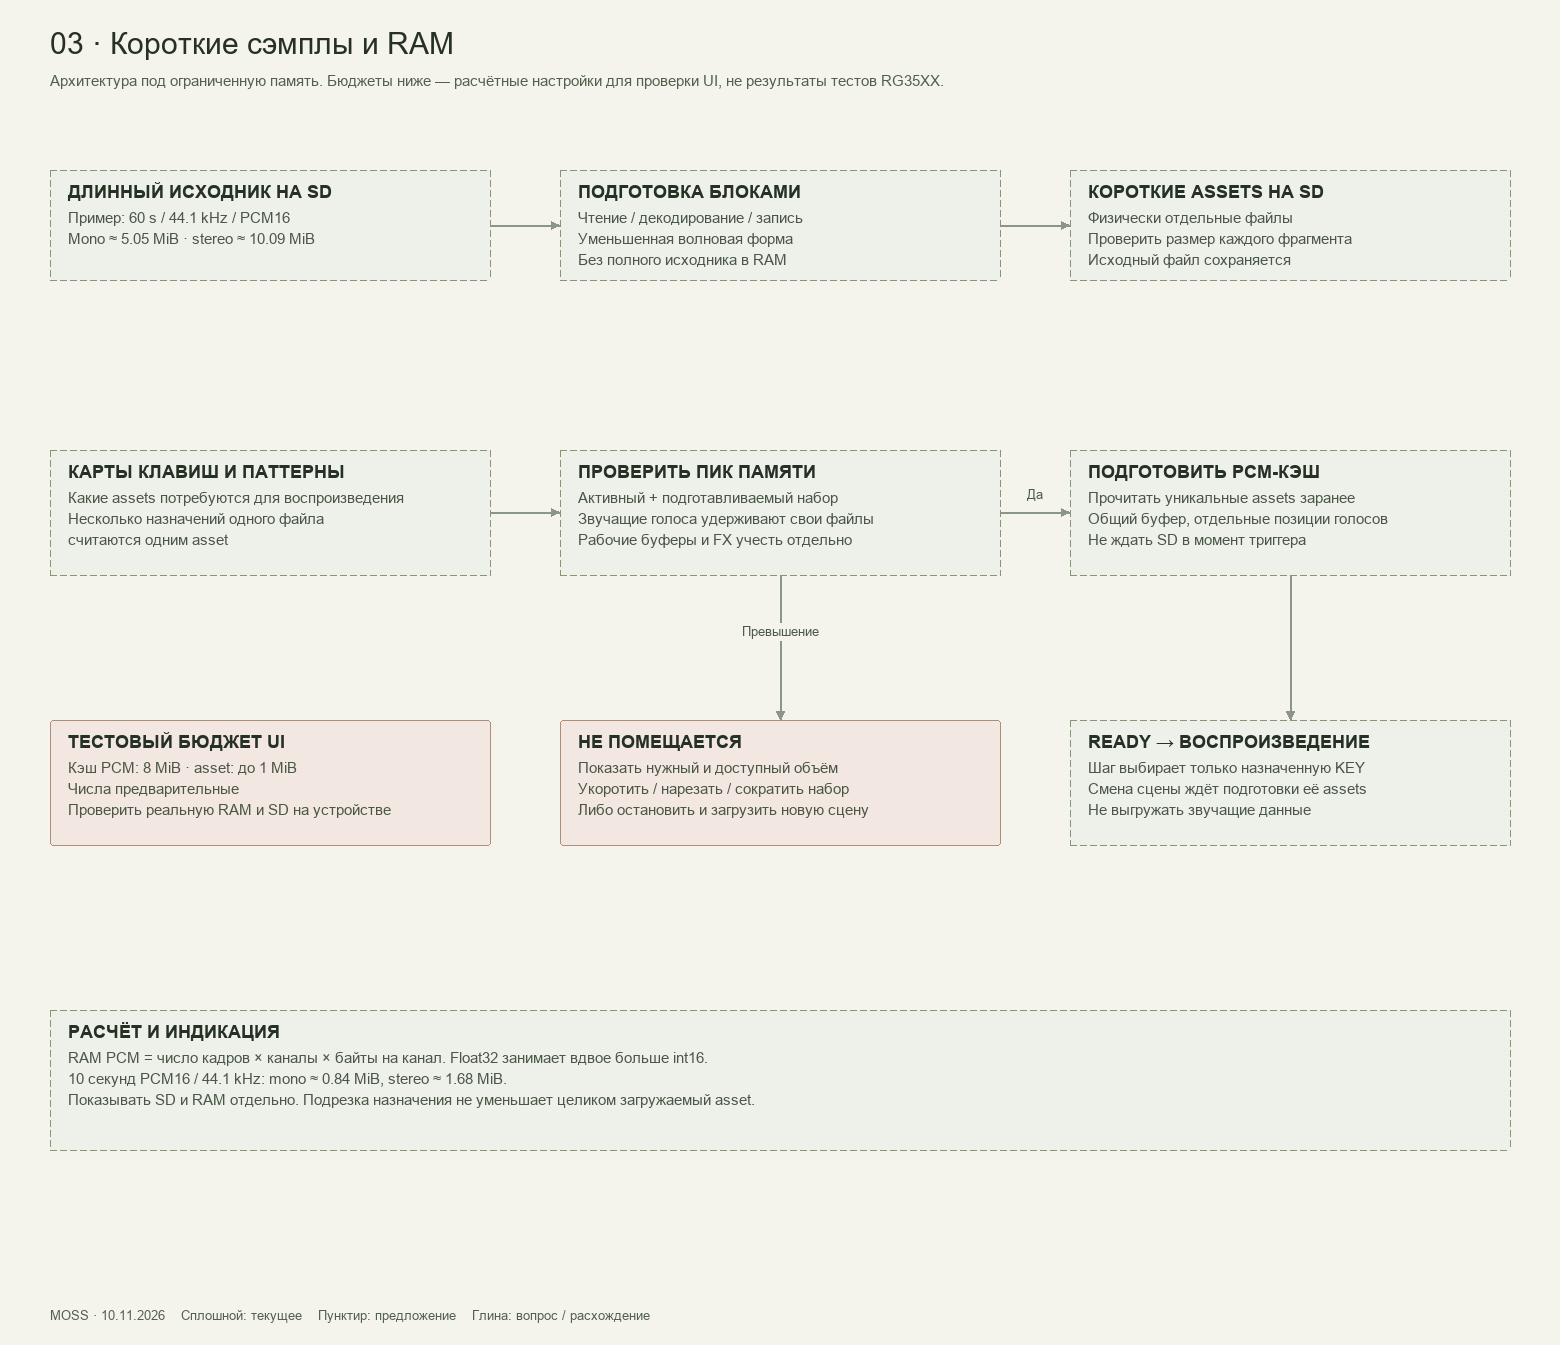 03 · Короткие сэмплы и RAM
Архитектура под ограниченную память. Бюджеты ниже — расчётные настройки для проверки UI, не результаты тестов RG35XX.
ДЛИННЫЙ ИСХОДНИК НА SD
Пример: 60 s / 44.1 kHz / PCM16
Mono ≈ 5.05 MiB · stereo ≈ 10.09 MiB
ПОДГОТОВКА БЛОКАМИ
Чтение / декодирование / запись
Уменьшенная волновая форма
Без полного исходника в RAM
КОРОТКИЕ ASSETS НА SD
Физически отдельные файлы
Проверить размер каждого фрагмента
Исходный файл сохраняется
КАРТЫ КЛАВИШ И ПАТТЕРНЫ
Какие assets потребуются для воспроизведения
Несколько назначений одного файла
считаются одним asset
ПРОВЕРИТЬ ПИК ПАМЯТИ
Активный + подготавливаемый набор
Звучащие голоса удерживают свои файлы
Рабочие буферы и FX учесть отдельно
Да
ПОДГОТОВИТЬ PCM-КЭШ
Прочитать уникальные assets заранее
Общий буфер, отдельные позиции голосов
Не ждать SD в момент триггера
Превышение
ТЕСТОВЫЙ БЮДЖЕТ UI
Кэш PCM: 8 MiB · asset: до 1 MiB
Числа предварительные
Проверить реальную RAM и SD на устройстве
НЕ ПОМЕЩАЕТСЯ
Показать нужный и доступный объём
Укоротить / нарезать / сократить набор
Либо остановить и загрузить новую сцену
READY → ВОСПРОИЗВЕДЕНИЕ
Шаг выбирает только назначенную KEY
Смена сцены ждёт подготовки её assets
Не выгружать звучащие данные
РАСЧЁТ И ИНДИКАЦИЯ
RAM PCM = число кадров × каналы × байты на канал. Float32 занимает вдвое больше int16.
10 секунд PCM16 / 44.1 kHz: mono ≈ 0.84 MiB, stereo ≈ 1.68 MiB.
Показывать SD и RAM отдельно. Подрезка назначения не уменьшает целиком загружаемый asset.
MOSS · 10.11.2026 Сплошной: текущее Пунктир: предложение Глина: вопрос / расхождение